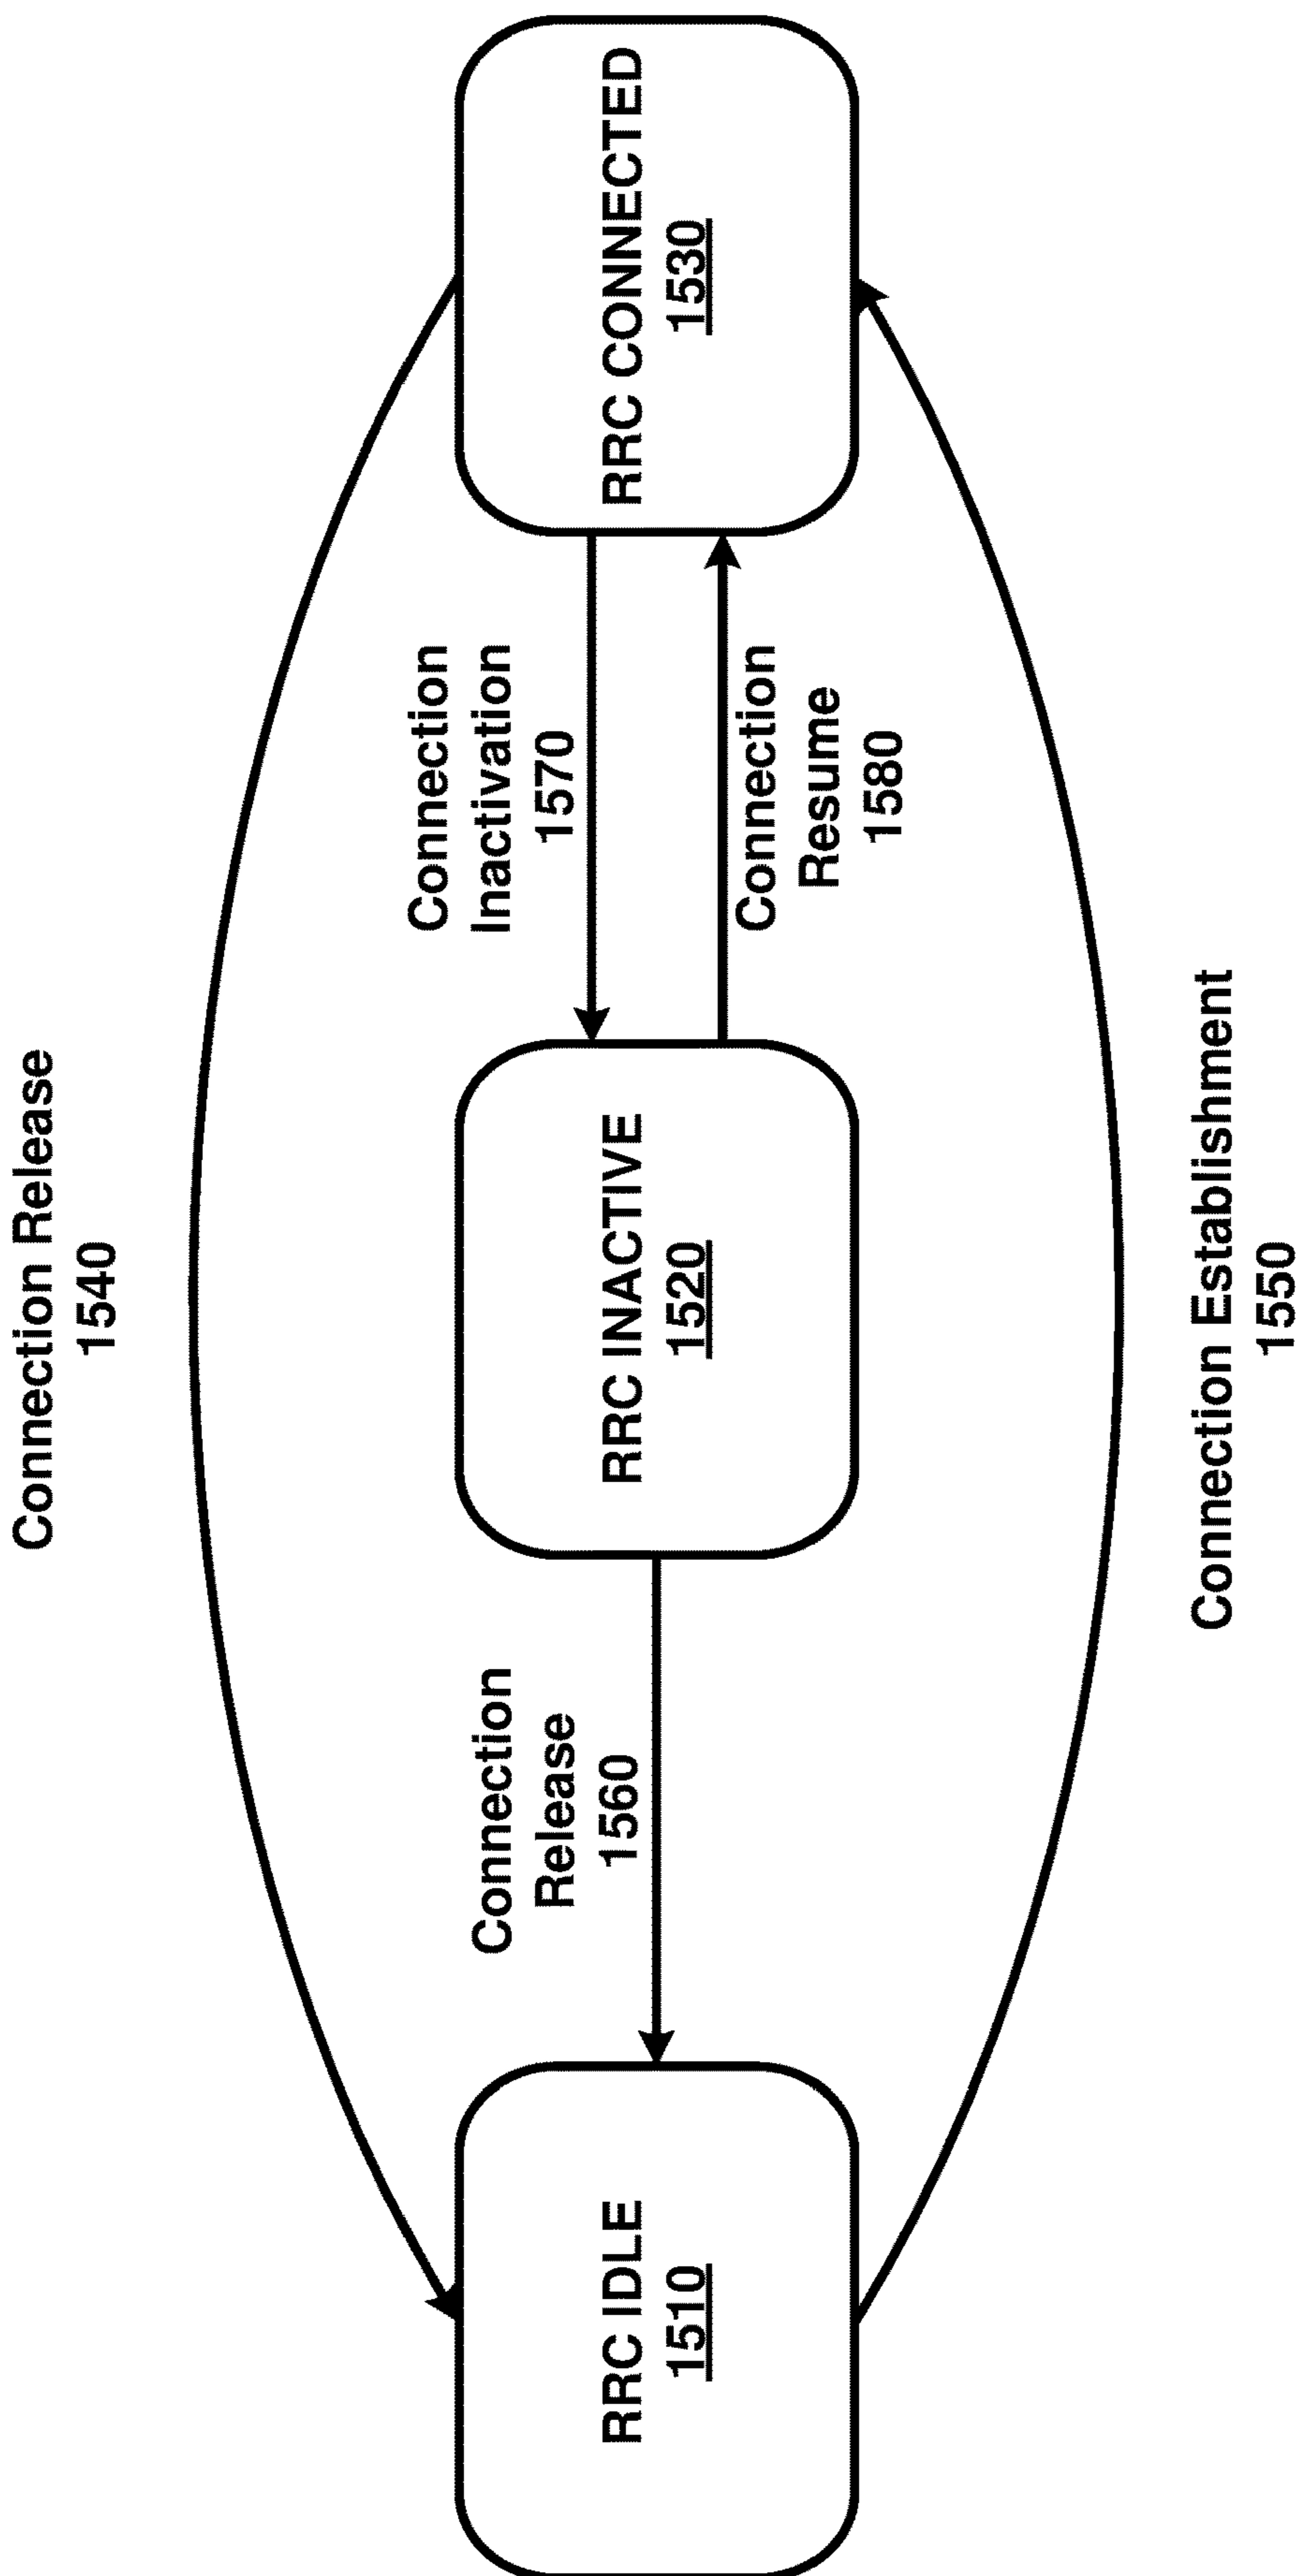 Connection Release
1540
Connection
Release
1560
Connection
Inactivation
1570
RRC IDLE
1510
RRC INACTIVE
1520
RRC CONNECTED
1530
Connection
Resume
1580
Connection Establishment
1550